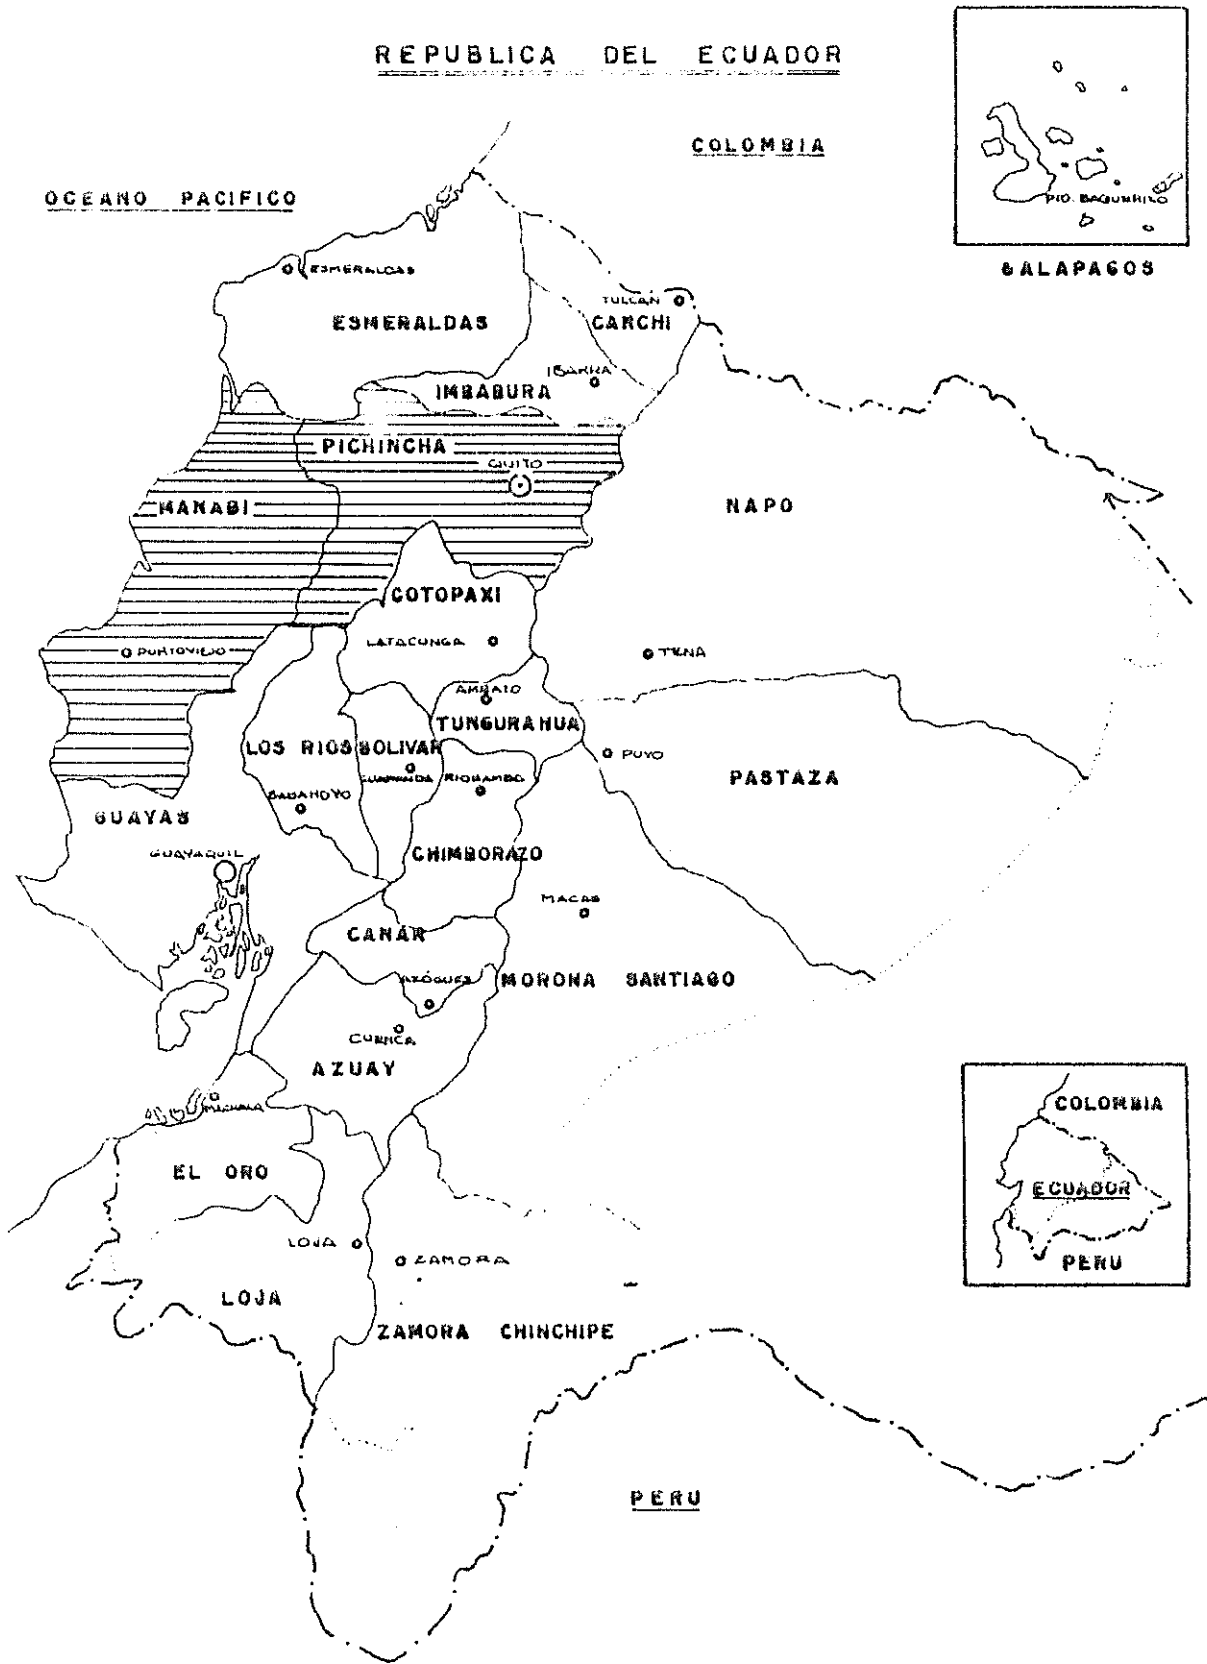 REPUBLICA DEL ECUADOR
COLOMBIA
OCEANO PACIFICO
GALAPAGOS
ESMERALDAS
ESMERALDAS
TULCAN
CARCHI
IBARRA
IMBABURA
PICHINCHA
QUITO
MANABI
NAPO
COTOPAXI
LATACUNGA
PORTOVIEJO
TENA
AMBATO
TUNGURAHUA
LOS RIOS
BOLIVAR
PUYO
GUARANDA
RIOBAMBA
PASTAZA
BABAHOYO
GUAYAS
GUAYAQUIL
CHIMBORAZO
MACAS
CAÑAR
AZOGUES
MORONA SANTIAGO
CUENCA
AZUAY
MACHALA
EL ORO
LOJA
ZAMORA
LOJA
ZAMORA CHINCHIPE
COLOMBIA
ECUADOR
PERU
PERU